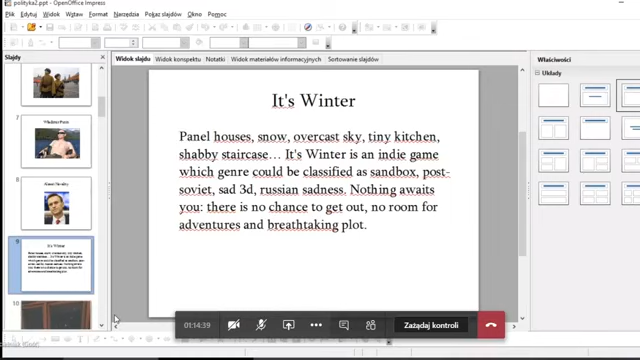 polityka2.ppt - OpenOffice Impress
Plik Edytuj Widok Wstaw Format Narzędzia Pokaz slajdów Okno Pomoc
Slajdy
Widok slajdu Widok konspektu Notatki Widok materiałów informacyjnych Sortowanie slajdów
Właściwości
Układy
7
8
9
It's Winter
10
It's Winter
Panel houses, snow, overcast sky, tiny kitchen,
shabby staircase... It's Winter is an indie game
which genre could be classified as sandbox, post-
soviet, sad 3d, russian sadness. Nothing awaits
you: there is no chance to get out, no room for
adventures and breathtaking plot.
01:14:39
Zażądaj kontroli